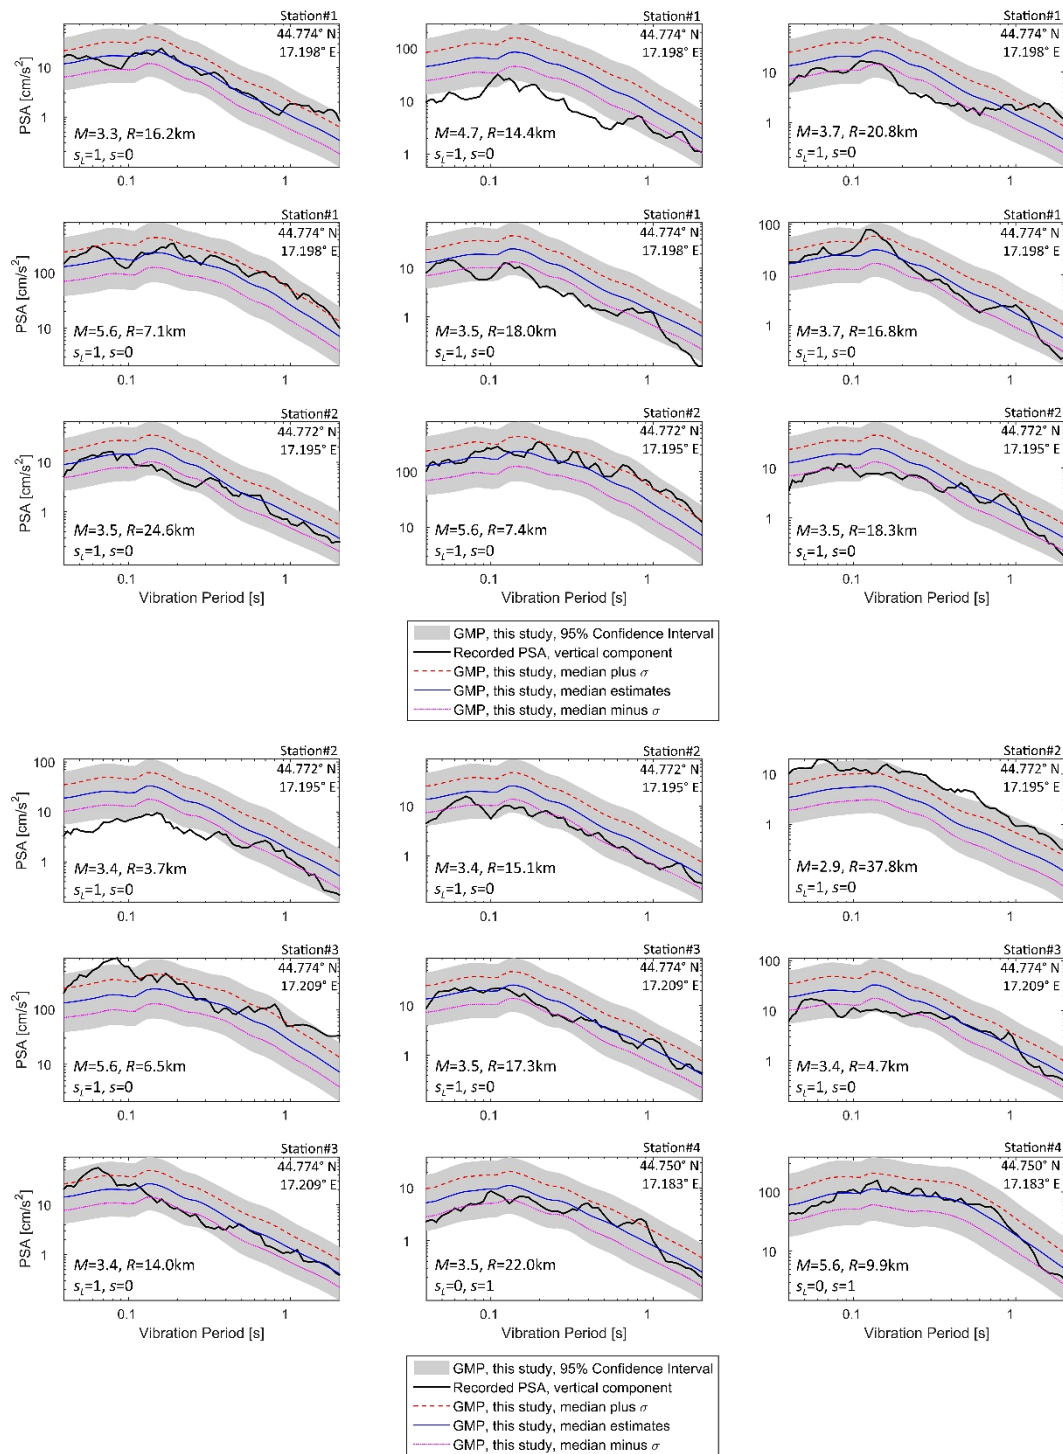 Station#1
44.774° N
17.198° E
PSA [cm/s²]
10
1
M=3.3, R=16.2km
s_L=1, s=0
0.1
1
Station#1
44.774° N
17.198° E
100
10
1
M=4.7, R=14.4km
s_L=1, s=0
0.1
1
Station#1
44.774° N
17.198° E
10
1
M=3.7, R=20.8km
s_L=1, s=0
0.1
1
Station#1
44.774° N
17.198° E
PSA [cm/s²]
100
10
M=5.6, R=7.1km
s_L=1, s=0
0.1
1
Station#1
44.774° N
17.198° E
10
1
M=3.5, R=18.0km
s_L=1, s=0
0.1
1
Station#1
44.774° N
17.198° E
100
10
1
M=3.7, R=16.8km
s_L=1, s=0
0.1
1
Station#2
44.772° N
17.195° E
PSA [cm/s²]
10
1
M=3.5, R=24.6km
s_L=1, s=0
0.1
1
Vibration Period [s]
Station#2
44.772° N
17.195° E
100
10
M=5.6, R=7.4km
s_L=1, s=0
0.1
1
Vibration Period [s]
Station#2
44.772° N
17.195° E
10
1
M=3.5, R=18.3km
s_L=1, s=0
0.1
1
Vibration Period [s]
GMP, this study, 95% Confidence Interval
Recorded PSA, vertical component
GMP, this study, median plus σ
GMP, this study, median estimates
GMP, this study, median minus σ
Station#2
44.772° N
17.195° E
PSA [cm/s²]
100
10
1
M=3.4, R=3.7km
s_L=1, s=0
0.1
1
Station#2
44.772° N
17.195° E
10
1
M=3.4, R=15.1km
s_L=1, s=0
0.1
1
Station#2
44.772° N
17.195° E
10
1
M=2.9, R=37.8km
s_L=1, s=0
0.1
1
Station#3
44.774° N
17.209° E
PSA [cm/s²]
100
10
M=5.6, R=6.5km
s_L=1, s=0
0.1
1
Station#3
44.774° N
17.209° E
10
1
M=3.5, R=17.3km
s_L=1, s=0
0.1
1
Station#3
44.774° N
17.209° E
100
10
1
M=3.4, R=4.7km
s_L=1, s=0
0.1
1
Station#3
44.774° N
17.209° E
PSA [cm/s²]
10
1
M=3.4, R=14.0km
s_L=1, s=0
0.1
1
Vibration Period [s]
Station#4
44.750° N
17.183° E
10
1
M=3.5, R=22.0km
s_L=0, s=1
0.1
1
Vibration Period [s]
Station#4
44.750° N
17.183° E
100
10
M=5.6, R=9.9km
s_L=0, s=1
0.1
1
Vibration Period [s]
GMP, this study, 95% Confidence Interval
Recorded PSA, vertical component
GMP, this study, median plus σ
GMP, this study, median estimates
GMP, this study, median minus σ